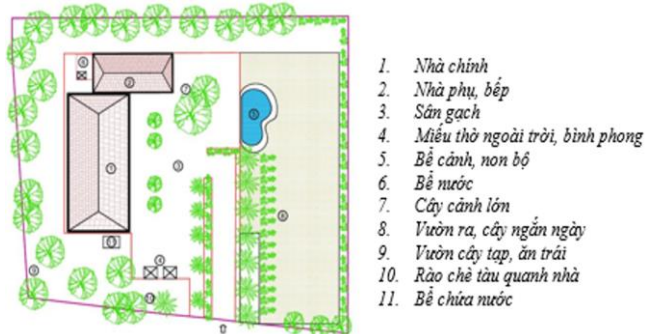 1. Nhà chính
2. Nhà phụ, bếp
3. Sân gạch
4. Miếu thờ ngoài trời, bình phong
5. Bể cảnh, non bộ
6. Bể nước
7. Cây cảnh lớn
8. Vườn ra, cây ngắn ngày
9. Vườn cây tạp, ăn trái
10. Rào chè tàu quanh nhà
11. Bể chứa nước